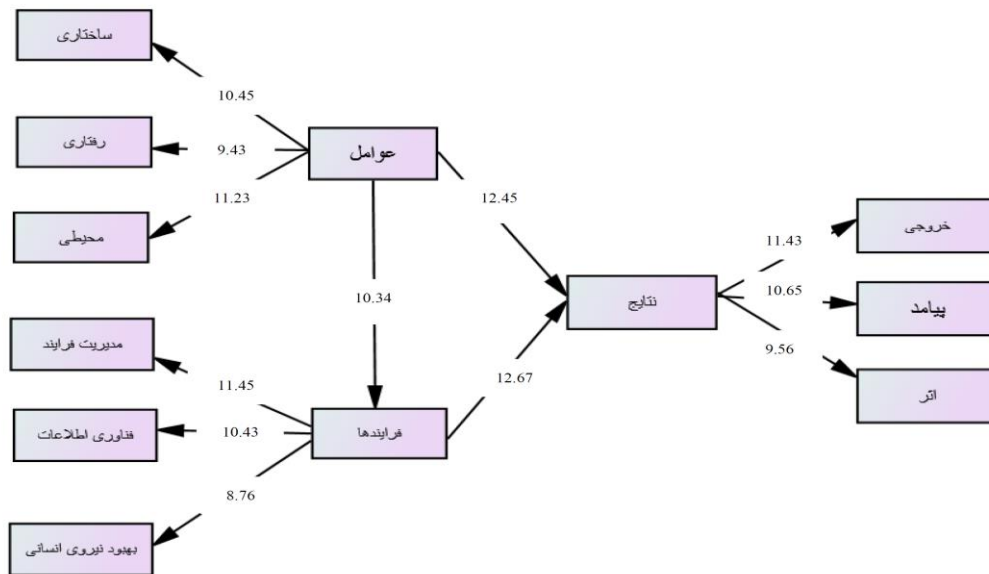 ساختاری
10.45
رفتاری
9.43
عوامل
11.23
محیطی
12.45
خروجی
11.43
10.34
نتایج
10.65
پیامد
مدیریت فرایند
9.56
12.67
11.45
اثر
فناوری اطلاعات
10.43
فرایندها
8.76
بهبود نیروی انسانی